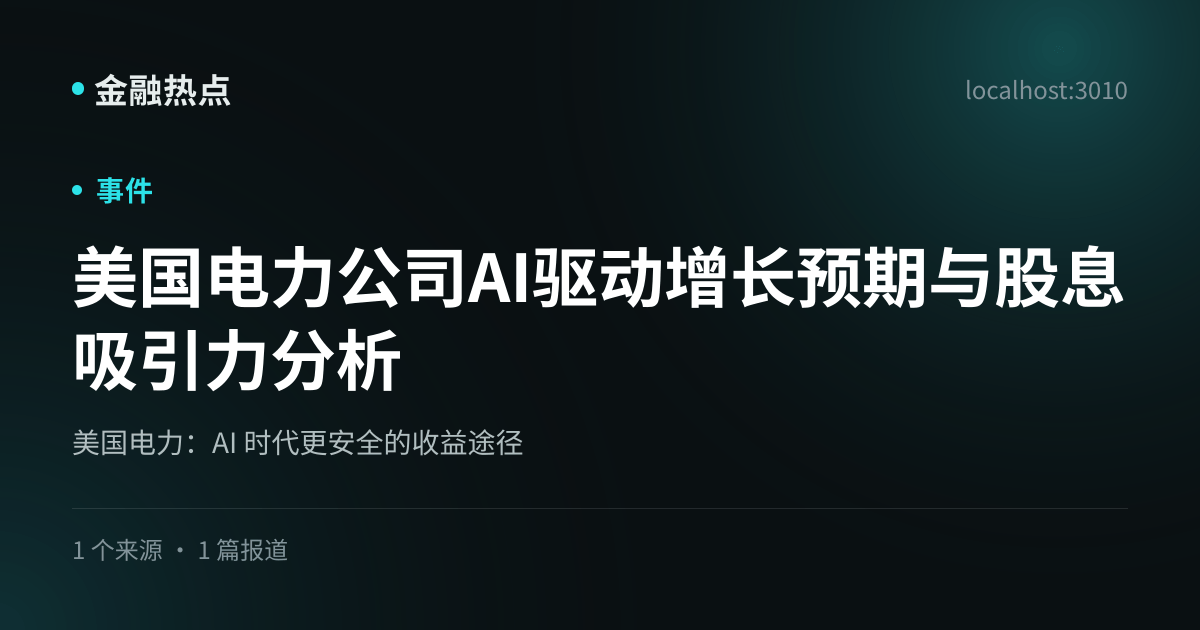 金融热点
localhost:3010
事件
美国电力公司AI驱动增长预期与股息
吸引力分析
美国电力：AI 时代更安全的收益途径
1 个来源 · 1 篇报道